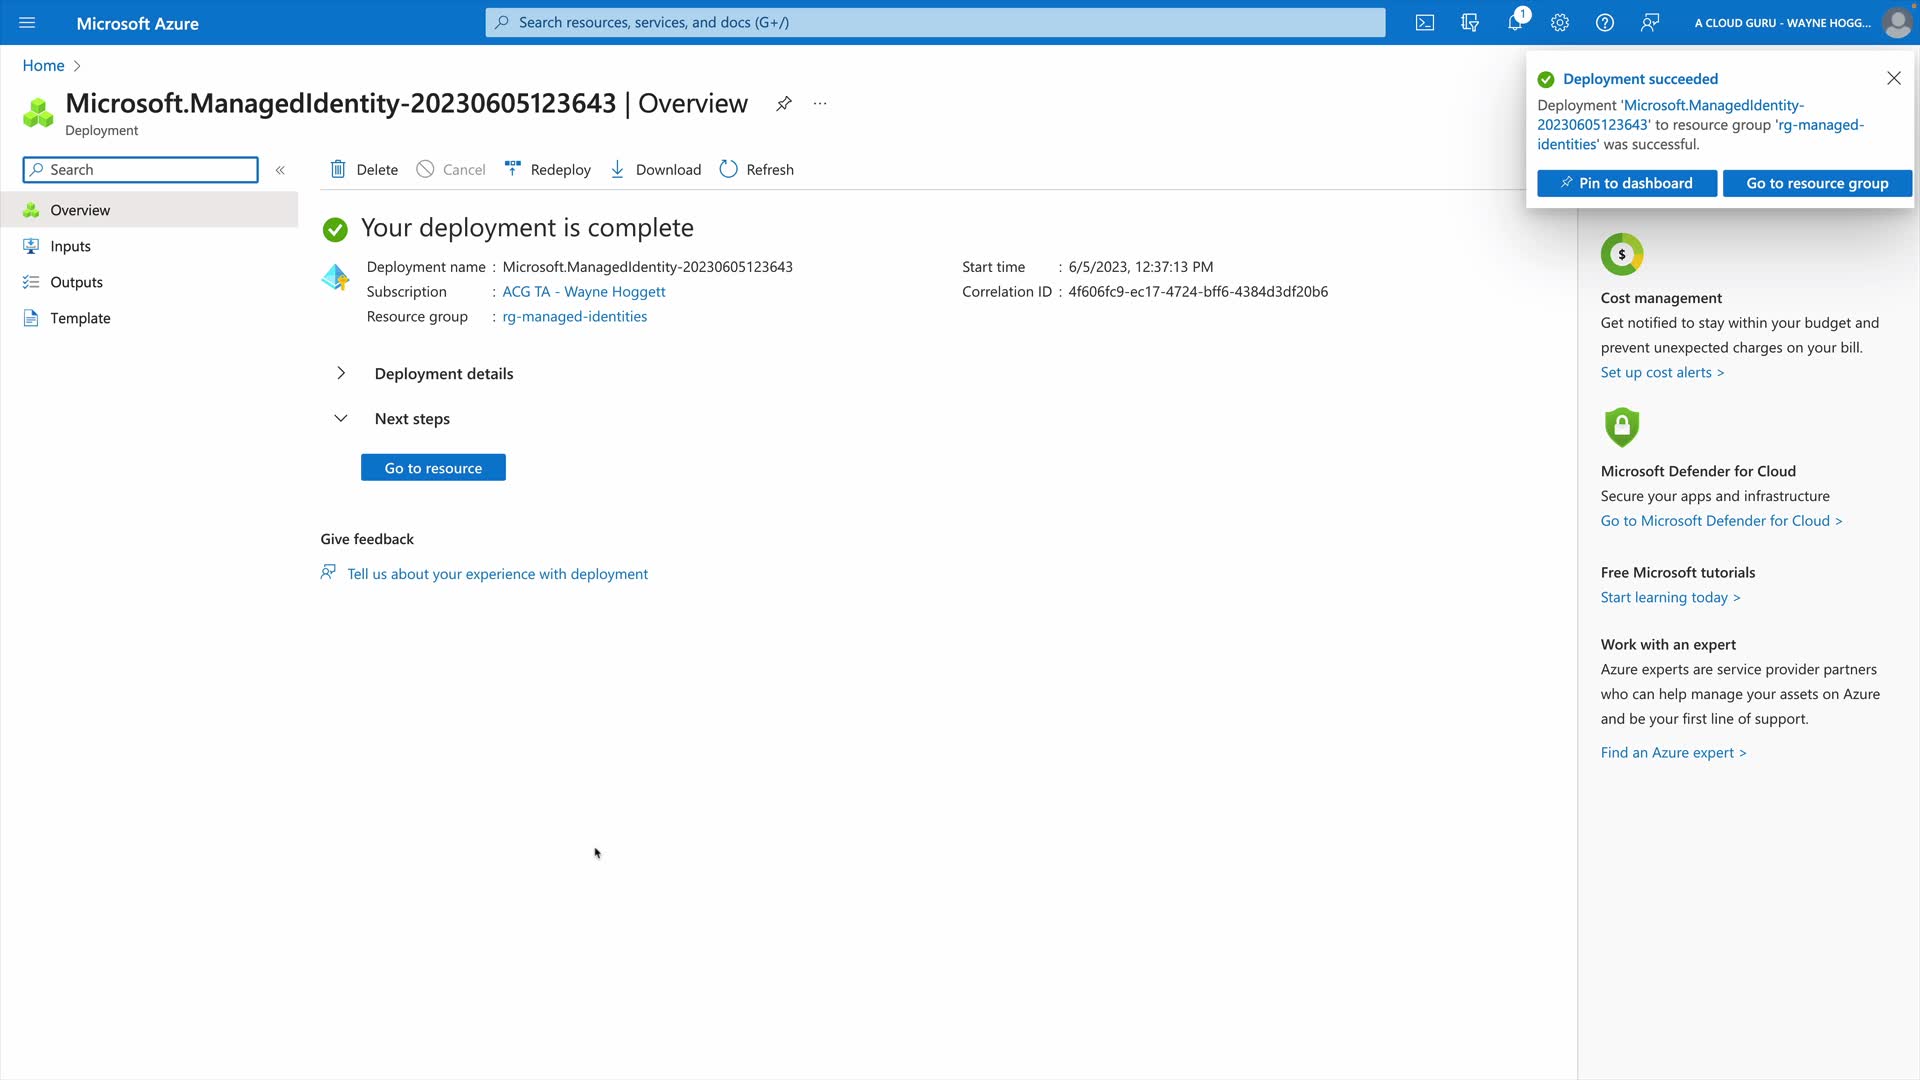 Microsoft Azure
Search resources, services, and docs (G+/)
1
A CLOUD GURU - WAYNE HOGG...
Home
Microsoft.ManagedIdentity-20230605123643 | Overview
Deployment
Search
Overview
Inputs
Outputs
Template
Delete
Cancel
Redeploy
Download
Refresh
Your deployment is complete
Deployment name : Microsoft.ManagedIdentity-20230605123643
Subscription : ACG TA - Wayne Hoggett
Resource group : rg-managed-identities
Start time : 6/5/2023, 12:37:13 PM
Correlation ID : 4f606fc9-ec17-4724-bff6-4384d3df20b6
Deployment details
Next steps
Go to resource
Give feedback
Tell us about your experience with deployment
Deployment succeeded
Deployment 'Microsoft.ManagedIdentity-
20230605123643' to resource group 'rg-managed-
identities' was successful.
Pin to dashboard
Go to resource group
$
Cost management
Get notified to stay within your budget and
prevent unexpected charges on your bill.
Set up cost alerts >
Microsoft Defender for Cloud
Secure your apps and infrastructure
Go to Microsoft Defender for Cloud >
Free Microsoft tutorials
Start learning today >
Work with an expert
Azure experts are service provider partners
who can help manage your assets on Azure
and be your first line of support.
Find an Azure expert >